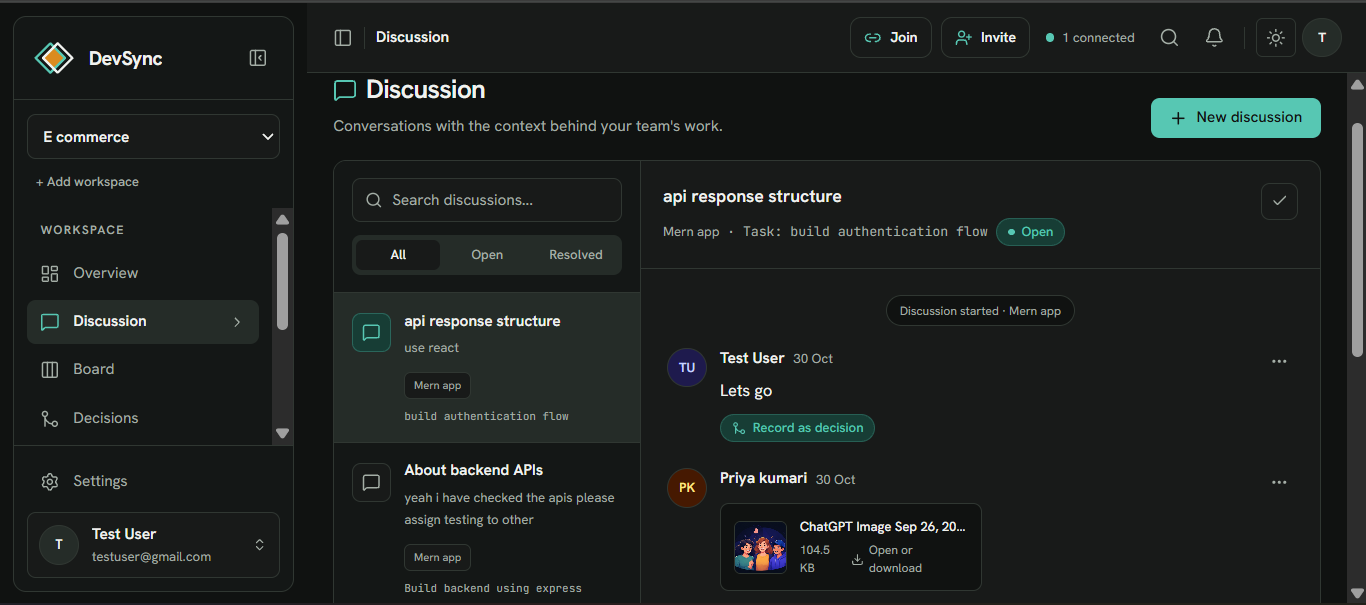 DevSync
E commerce
+ Add workspace
WORKSPACE
Overview
Discussion
Board
Decisions
Settings
T
Test User
testuser@gmail.com
Discussion
Join
Invite
1 connected
T
Discussion
Conversations with the context behind your team's work.
New discussion
Search discussions...
All
Open
Resolved
api response structure
use react
Mern app
build authentication flow
About backend APIs
yeah i have checked the apis please
assign testing to other
Mern app
Build backend using express
api response structure
Mern app · Task: build authentication flow
Open
Discussion started · Mern app
TU
Test User 30 Oct
Lets go
Record as decision
PK
Priya kumari 30 Oct
ChatGPT Image Sep 26, 20...
104.5
KB
Open or
download